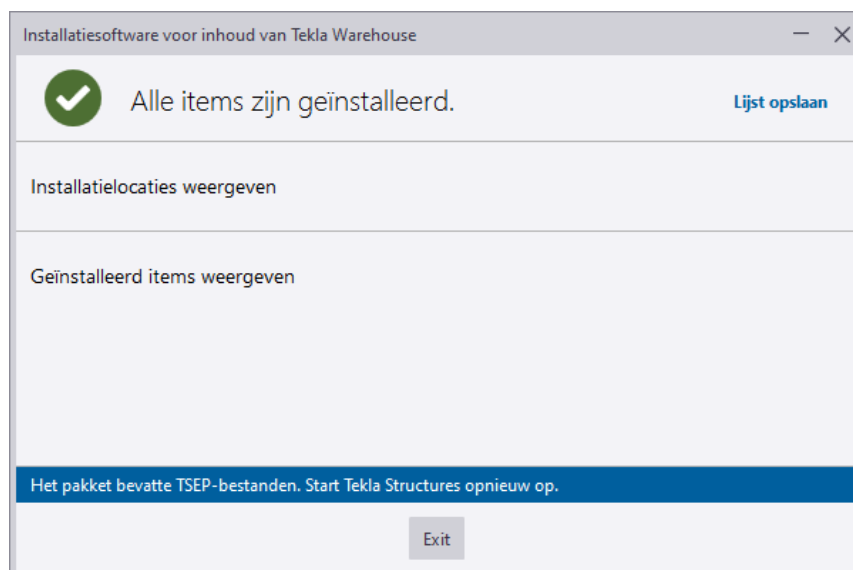 Installatiesoftware voor inhoud van Tekla Warehouse
Alle items zijn geïnstalleerd.
Lijst opslaan
Installatielocaties weergeven
Geïnstalleerd items weergeven
Het pakket bevatte TSEP-bestanden. Start Tekla Structures opnieuw op.
Exit